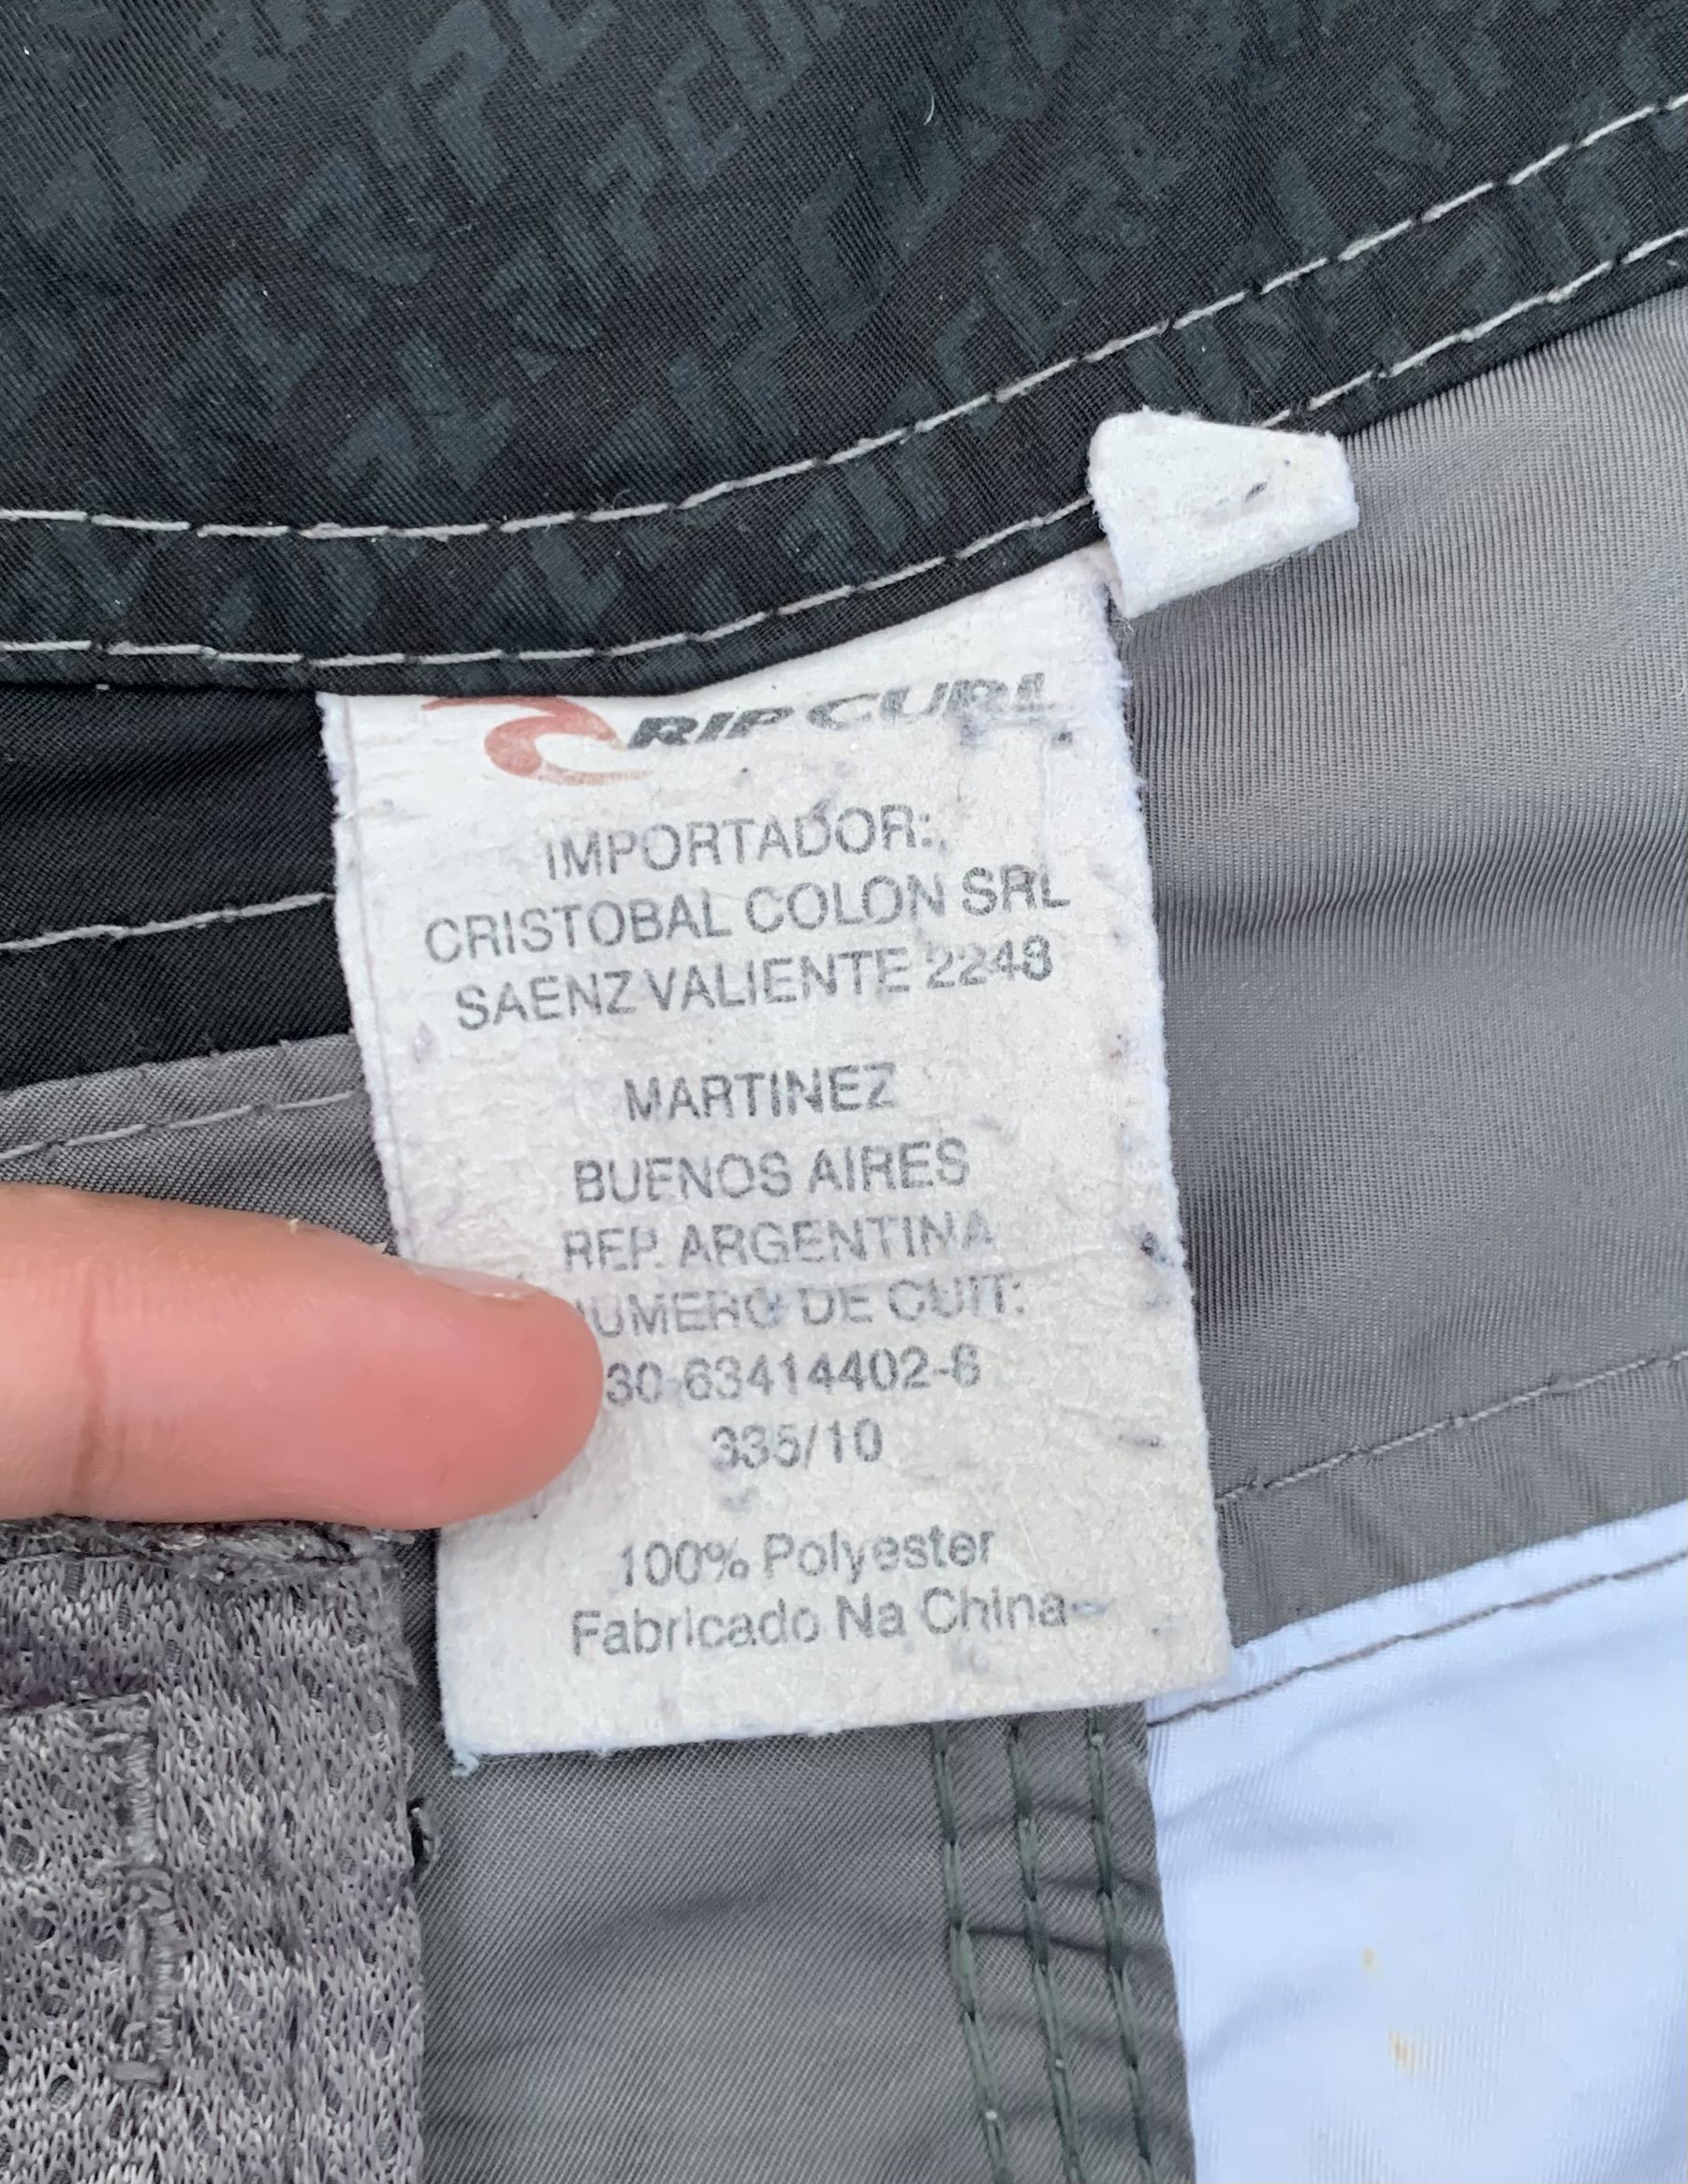 RIP CURL
IMPORTADOR:
CRISTOBAL COLON SRL
SAENZ VALIENTE 2248
MARTINEZ
BUENOS AIRES
REP. ARGENTINA
NUMERO DE CUIT:
30-63414402-6
335/10
100% Polyester
Fabricado Na China